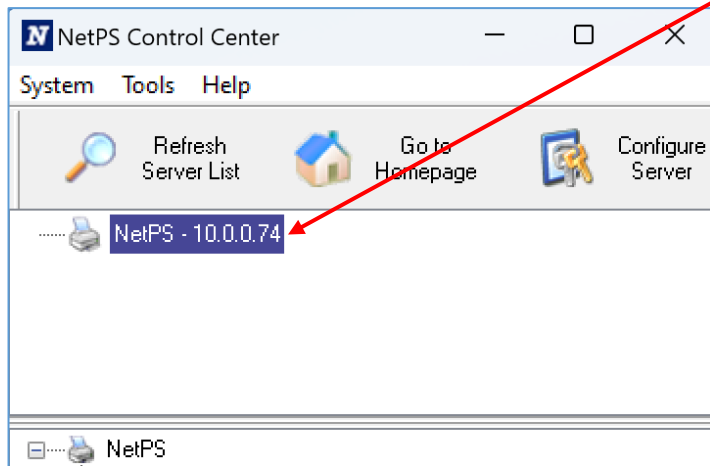 N NetPS Control Center
System Tools Help
Refresh Server List
Go to Homepage
Configure Server
NetPS - 10.0.0.74
NetPS